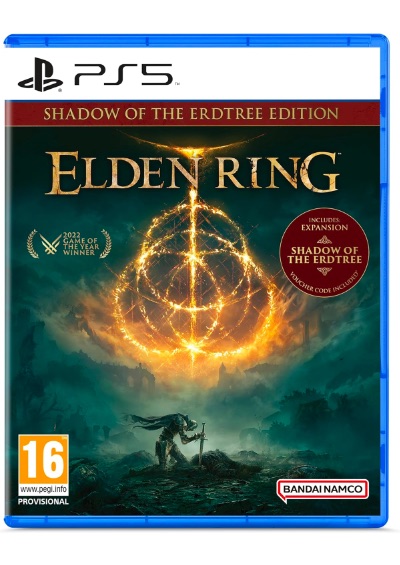 PS5
SHADOW OF THE ERDTREE EDITION
ELDEN RING
2022
GAME OF
THE YEAR
WINNER
INCLUDES:
EXPANSION
SHADOW OF
THE ERDTREE
VOUCHER CODE INCLUDED
16
www.pegi.info
PROVISIONAL
BANDAI NAMCO